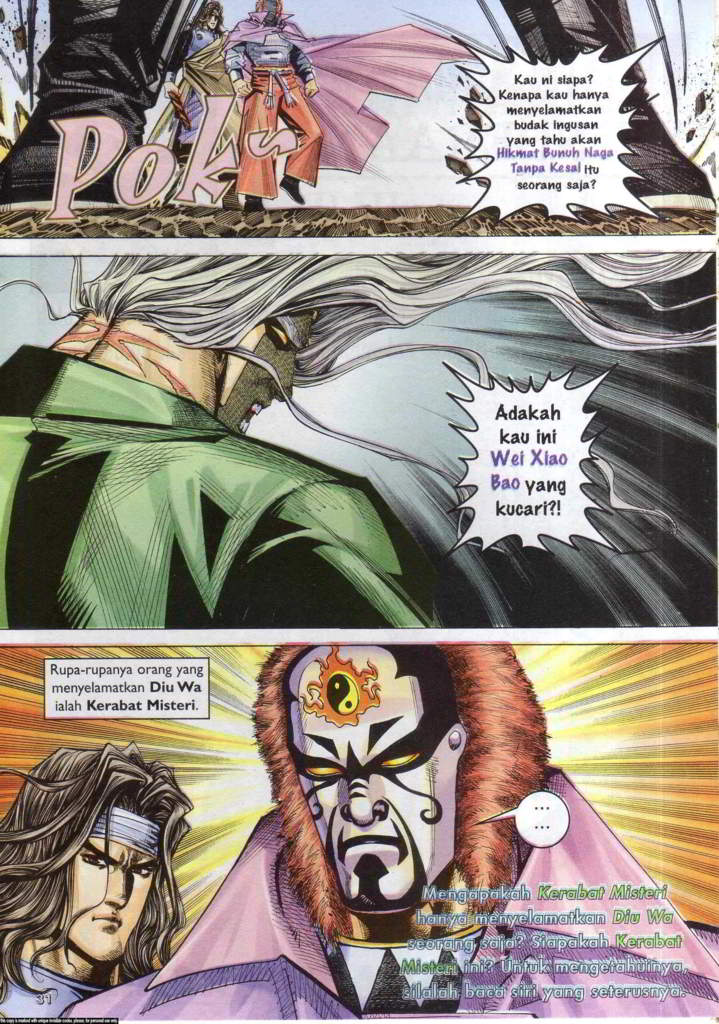 Kau ni siapa?
Kenapa kau hanya
menyelamatkan
budak ingusan
yang tahu akan
Hikmat Bunuh Naga
Tanpa Kesal itu
seorang saja?
Poks
Adakah
kau ini
Wei Xiao
Bao yang
kucari?!
Rupa-rupanya orang yang
menyelamatkan Diu Wa
ialah Kerabat Misteri.
...
...
Mengapakah Kerabat Misteri
hanya menyelamatkan Diu Wa
seorang saja? Siapakah Kerabat
Misteri ini? Untuk mengetahuinya,
silalah baca siri yang seterusnya.
31